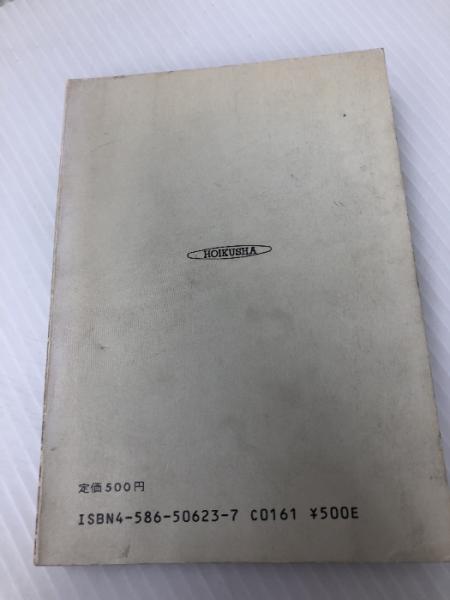 HOIKUSHA
定価500円
ISBN4-586-50623-7 C0161 ¥500E